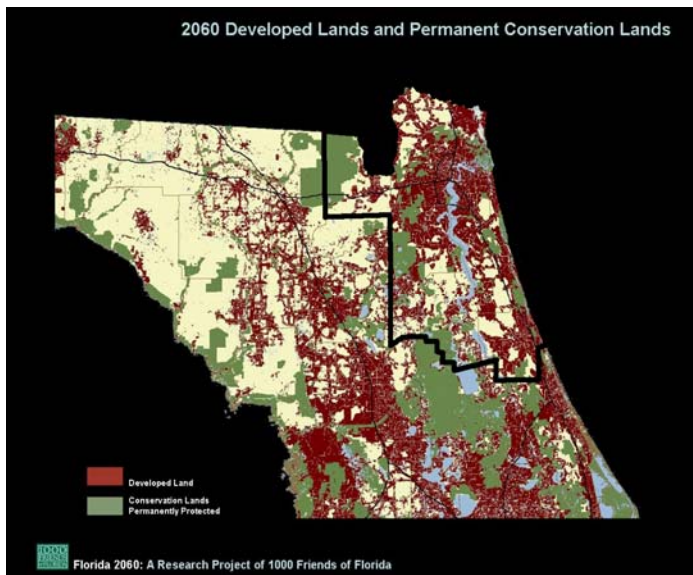 2060 Developed Lands and Permanent Conservation Lands
Developed Land
Conservation Lands
Permanently Protected
Florida 2060: A Research Project of 1000 Friends of Florida